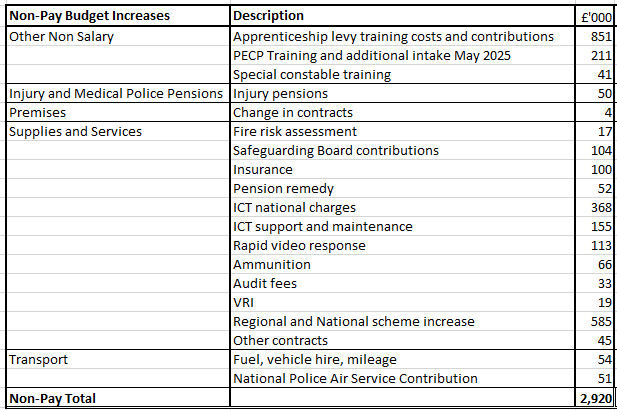 Non-Pay Budget Increases Description £'000
Other Non Salary Apprenticeship levy training costs and contributions 851
PECP Training and additional intake May 2025 211
Special constable training 41
Injury and Medical Police Pensions Injury pensions 50
Premises Change in contracts 4
Supplies and Services Fire risk assessment 17
Safeguarding Board contributions 104
Insurance 100
Pension remedy 52
ICT national charges 368
ICT support and maintenance 155
Rapid video response 113
Ammunition 66
Audit fees 33
VRI 19
Regional and National scheme increase 585
Other contracts 45
Transport Fuel, vehicle hire, mileage 54
National Police Air Service Contribution 51
Non-Pay Total 2,920